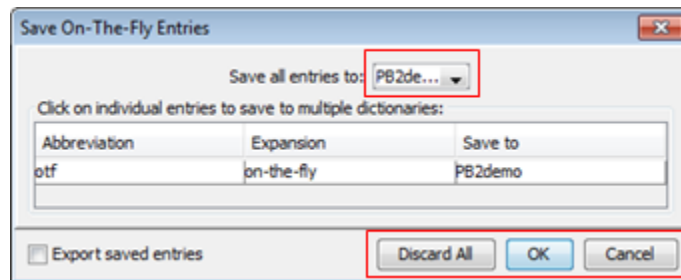 Save On-The-Fly Entries
Save all entries to: PB2de...
Click on individual entries to save to multiple dictionaries:
Abbreviation Expansion Save to
otf on-the-fly PB2demo
Export saved entries Discard All OK Cancel